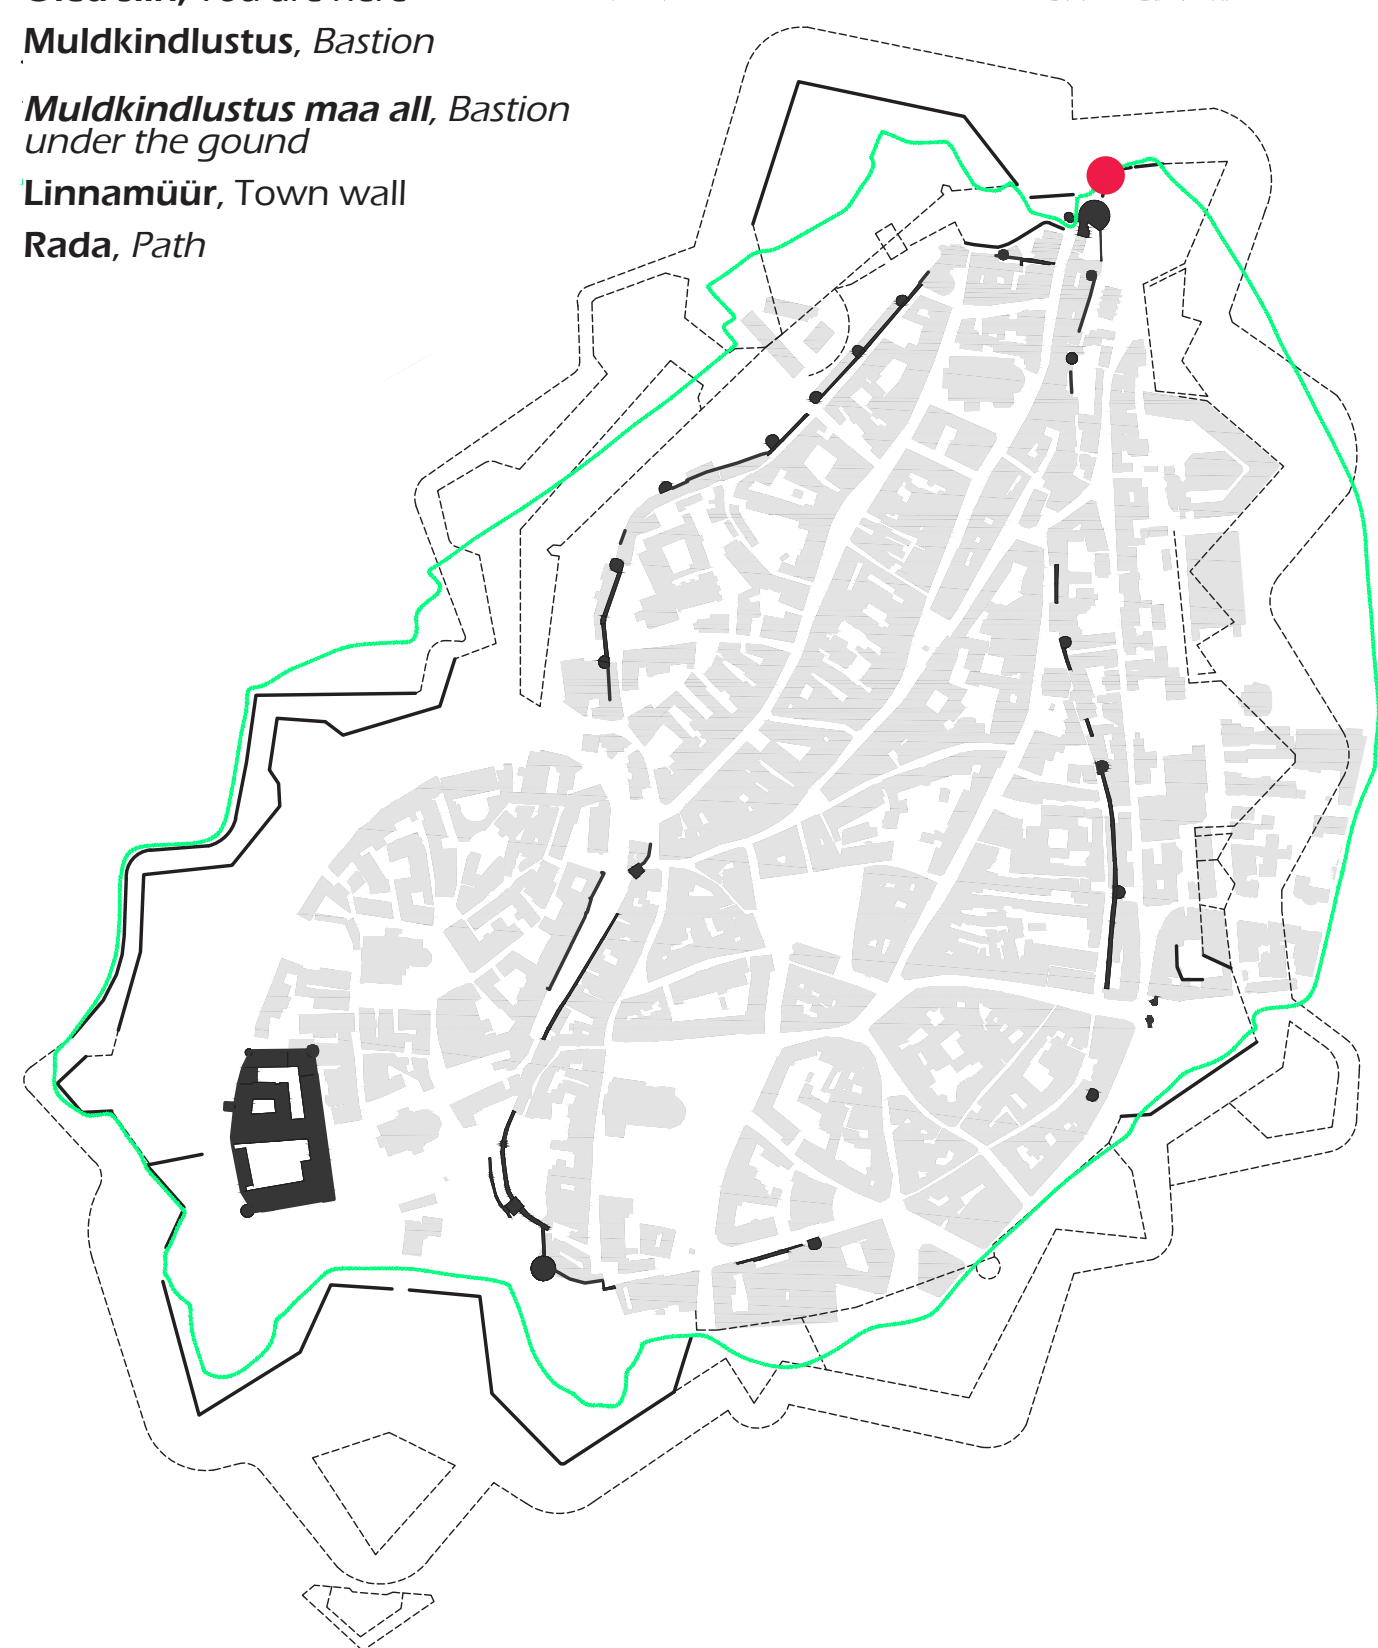 Muldkindlustus, Bastion
Muldkindlustus maa all, Bastion
under the gound
Linnamüür, Town wall
Rada, Path